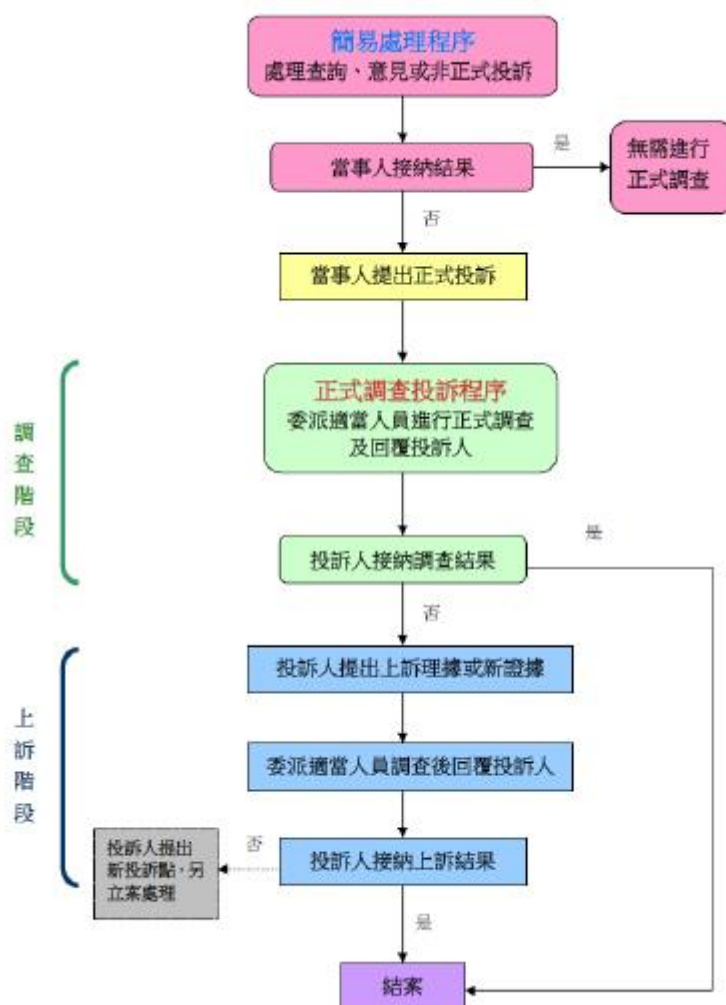 簡易處理程序
處理查詢、意見或非正式投訴
當事人接納結果
是
無需進行
正式調查
否
當事人提出正式投訴
調查階段
正式調查投訴程序
委派適當人員進行正式調查
及回覆投訴人
投訴人接納調查結果
是
否
上訴階段
投訴人提出上訴理據或新證據
委派適當人員調查後回覆投訴人
投訴人接納上訴結果
否
投訴人提出
新投訴點，另
立案處理
是
結案